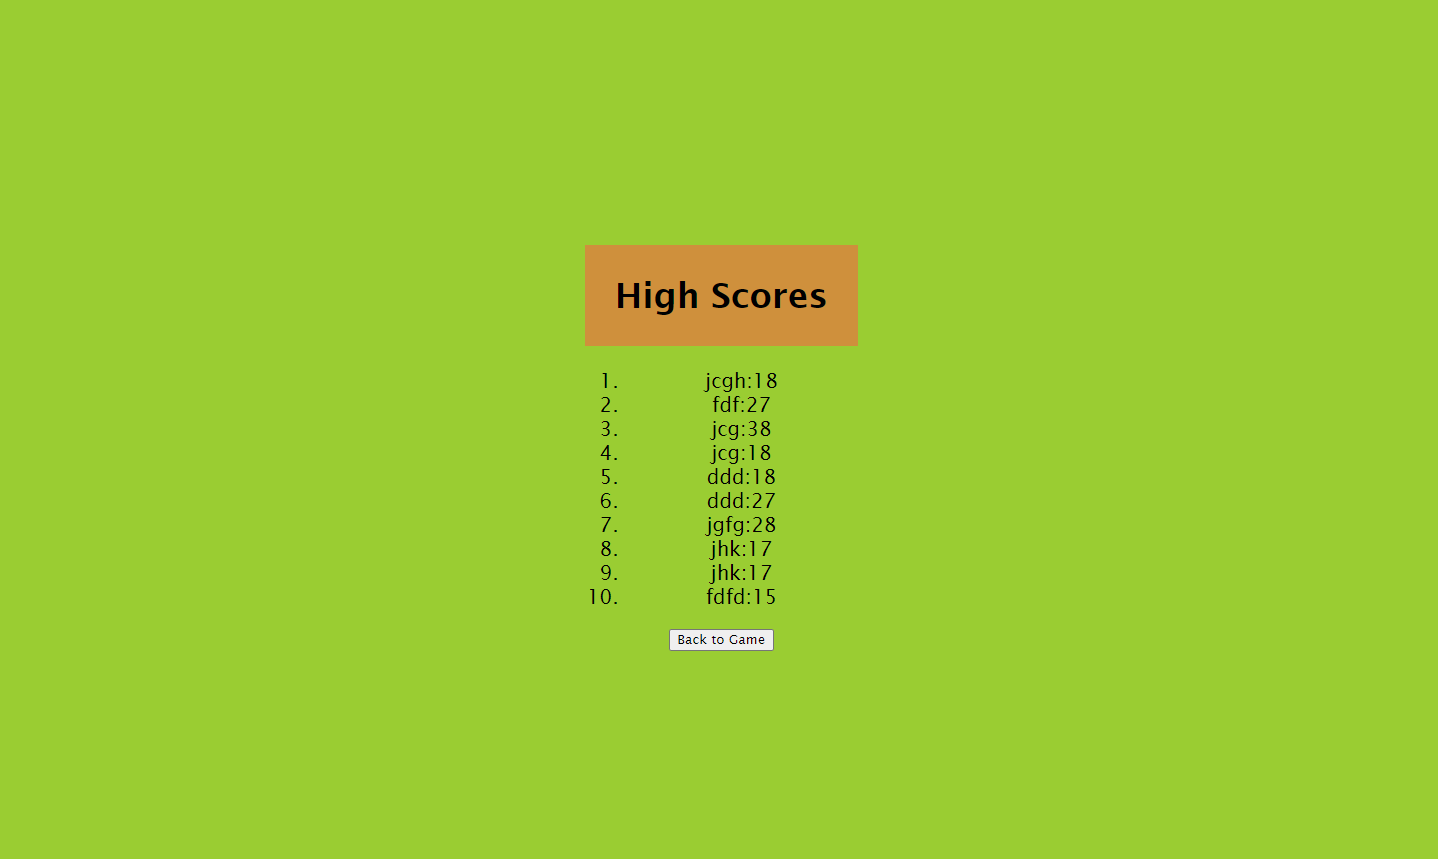 High Scores
1. jcgh:18
2. fdf:27
3. jcg:38
4. jcg:18
5. ddd:18
6. ddd:27
7. jgfg:28
8. jhk:17
9. jhk:17
10. fdfd:15
Back to Game